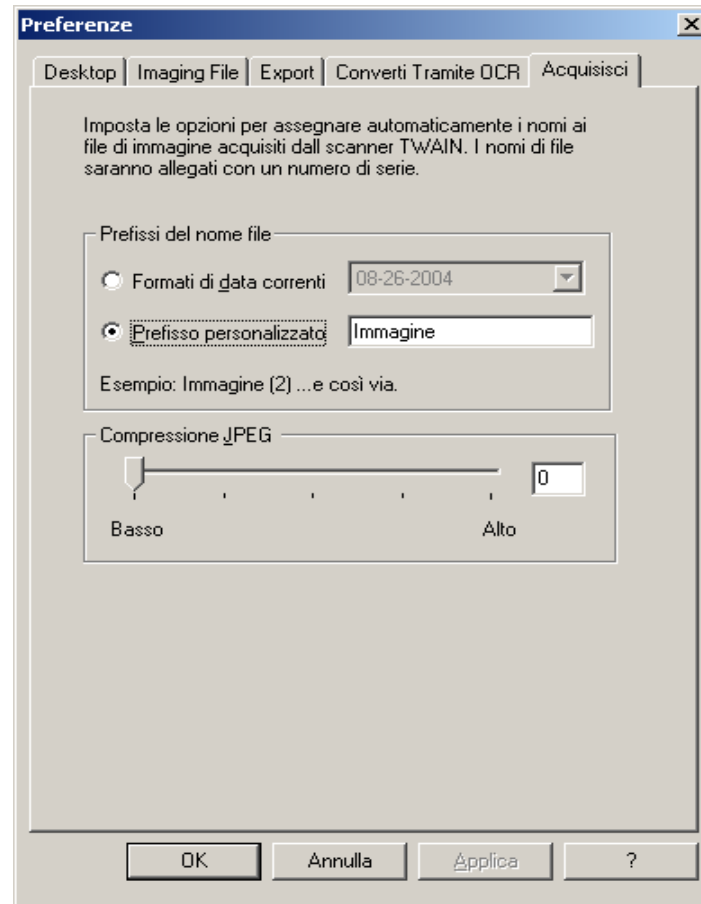 Preferenze
Desktop Imaging File Export Converti Tramite OCR Acquisisci
Imposta le opzioni per assegnare automaticamente i nomi ai
file di immagine acquisiti dall scanner TWAIN. I nomi di file
saranno allegati con un numero di serie.
Prefissi del nome file
Formati di data correnti 08-26-2004
Prefisso personalizzato Immagine
Esempio: Immagine (2) ...e così via.
Compressione JPEG
0
Basso Alto
OK Annulla Applica ?